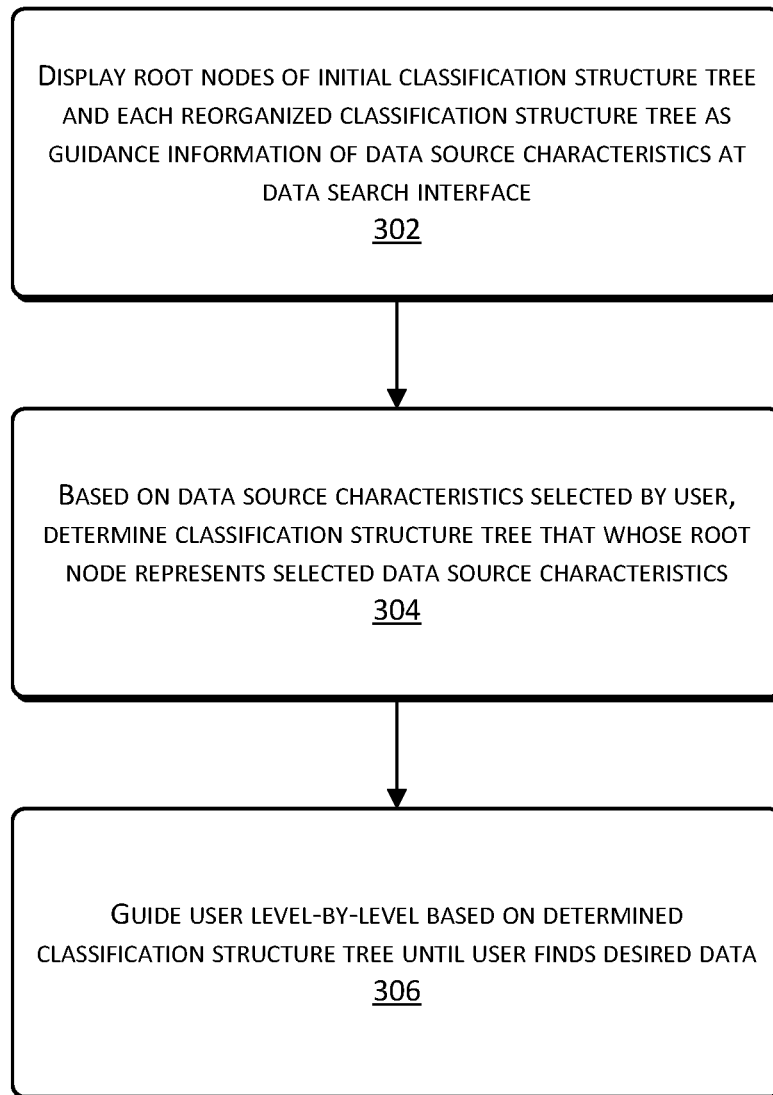 DISPLAY ROOT NODES OF INITIAL CLASSIFICATION STRUCTURE TREE
AND EACH REORGANIZED CLASSIFICATION STRUCTURE TREE AS
GUIDANCE INFORMATION OF DATA SOURCE CHARACTERISTICS AT
DATA SEARCH INTERFACE
302
BASED ON DATA SOURCE CHARACTERISTICS SELECTED BY USER,
DETERMINE CLASSIFICATION STRUCTURE TREE THAT WHOSE ROOT
NODE REPRESENTS SELECTED DATA SOURCE CHARACTERISTICS
304
GUIDE USER LEVEL-BY-LEVEL BASED ON DETERMINED
CLASSIFICATION STRUCTURE TREE UNTIL USER FINDS DESIRED DATA
306